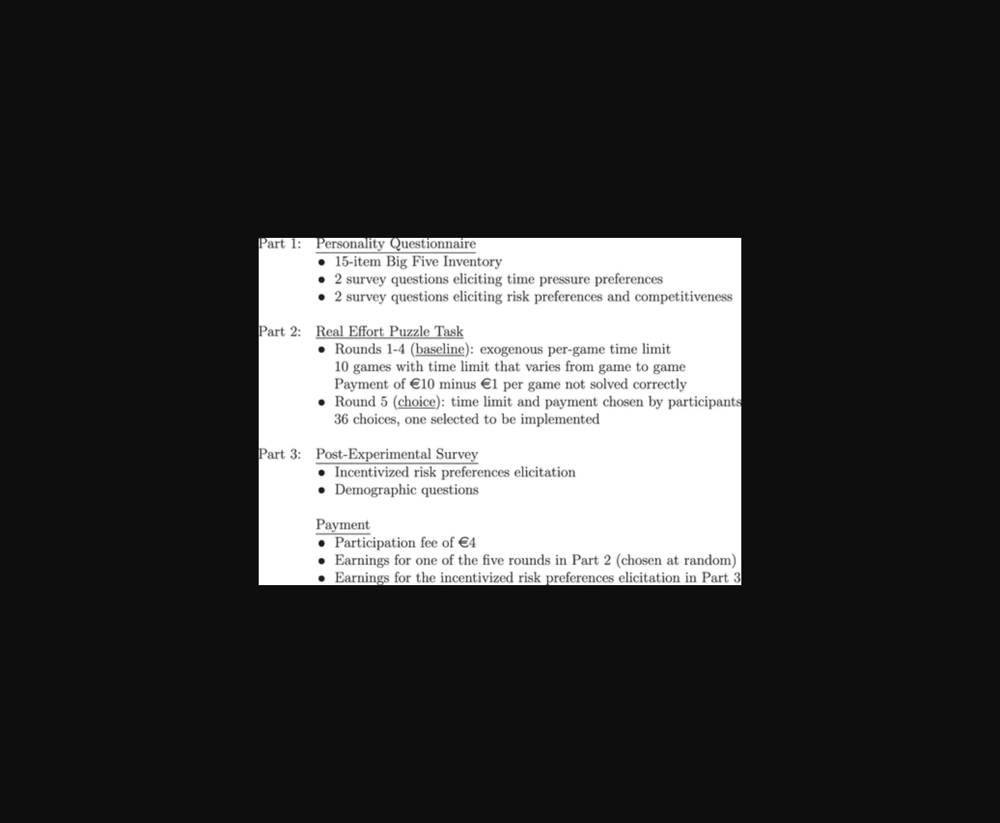 Part 1: Personality Questionnaire
● 15-item Big Five Inventory
● 2 survey questions eliciting time pressure preferences
● 2 survey questions eliciting risk preferences and competitiveness
Part 2: Real Effort Puzzle Task
● Rounds 1-4 (baseline): exogenous per-game time limit
10 games with time limit that varies from game to game
Payment of €10 minus €1 per game not solved correctly
● Round 5 (choice): time limit and payment chosen by participants
36 choices, one selected to be implemented
Part 3: Post-Experimental Survey
● Incentivized risk preferences elicitation
● Demographic questions
Payment
● Participation fee of €4
● Earnings for one of the five rounds in Part 2 (chosen at random)
● Earnings for the incentivized risk preferences elicitation in Part 3